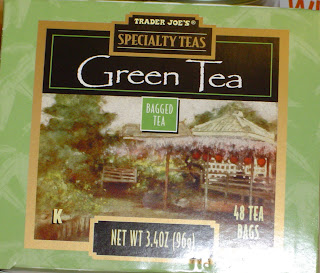 TRADER JOE'S®
SPECIALTY TEAS
Green Tea
BAGGED
TEA
K
48 TEA
BAGS
NET WT 3.4OZ (96g)